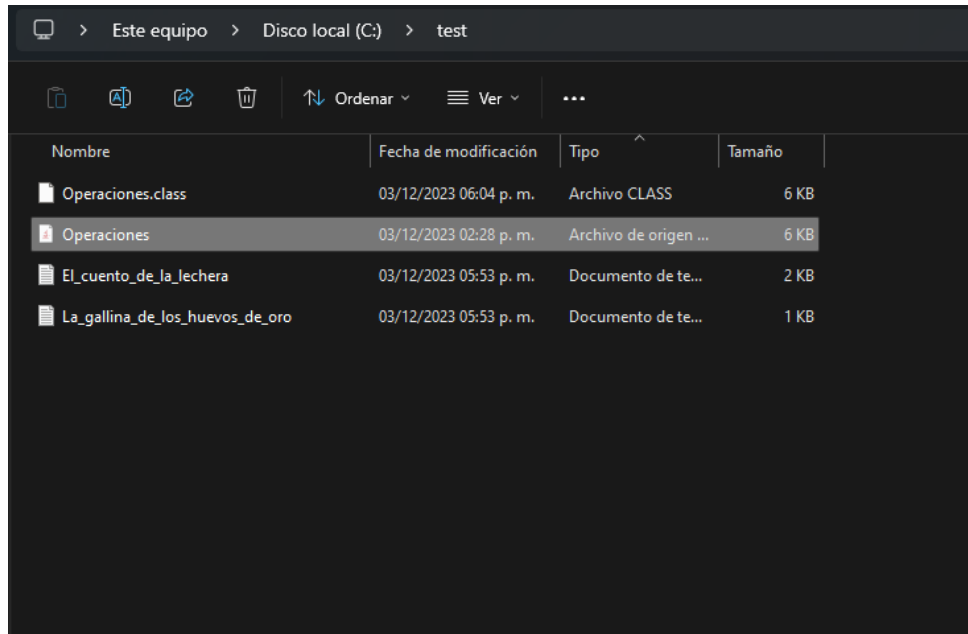 Este equipo > Disco local (C:) > test
Ordenar Ver ...
Nombre Fecha de modificación Tipo Tamaño
Operaciones.class 03/12/2023 06:04 p. m. Archivo CLASS 6 KB
Operaciones 03/12/2023 02:28 p. m. Archivo de origen ... 6 KB
El_cuento_de_la_lechera 03/12/2023 05:53 p. m. Documento de te... 2 KB
La_gallina_de_los_huevos_de_oro 03/12/2023 05:53 p. m. Documento de te... 1 KB